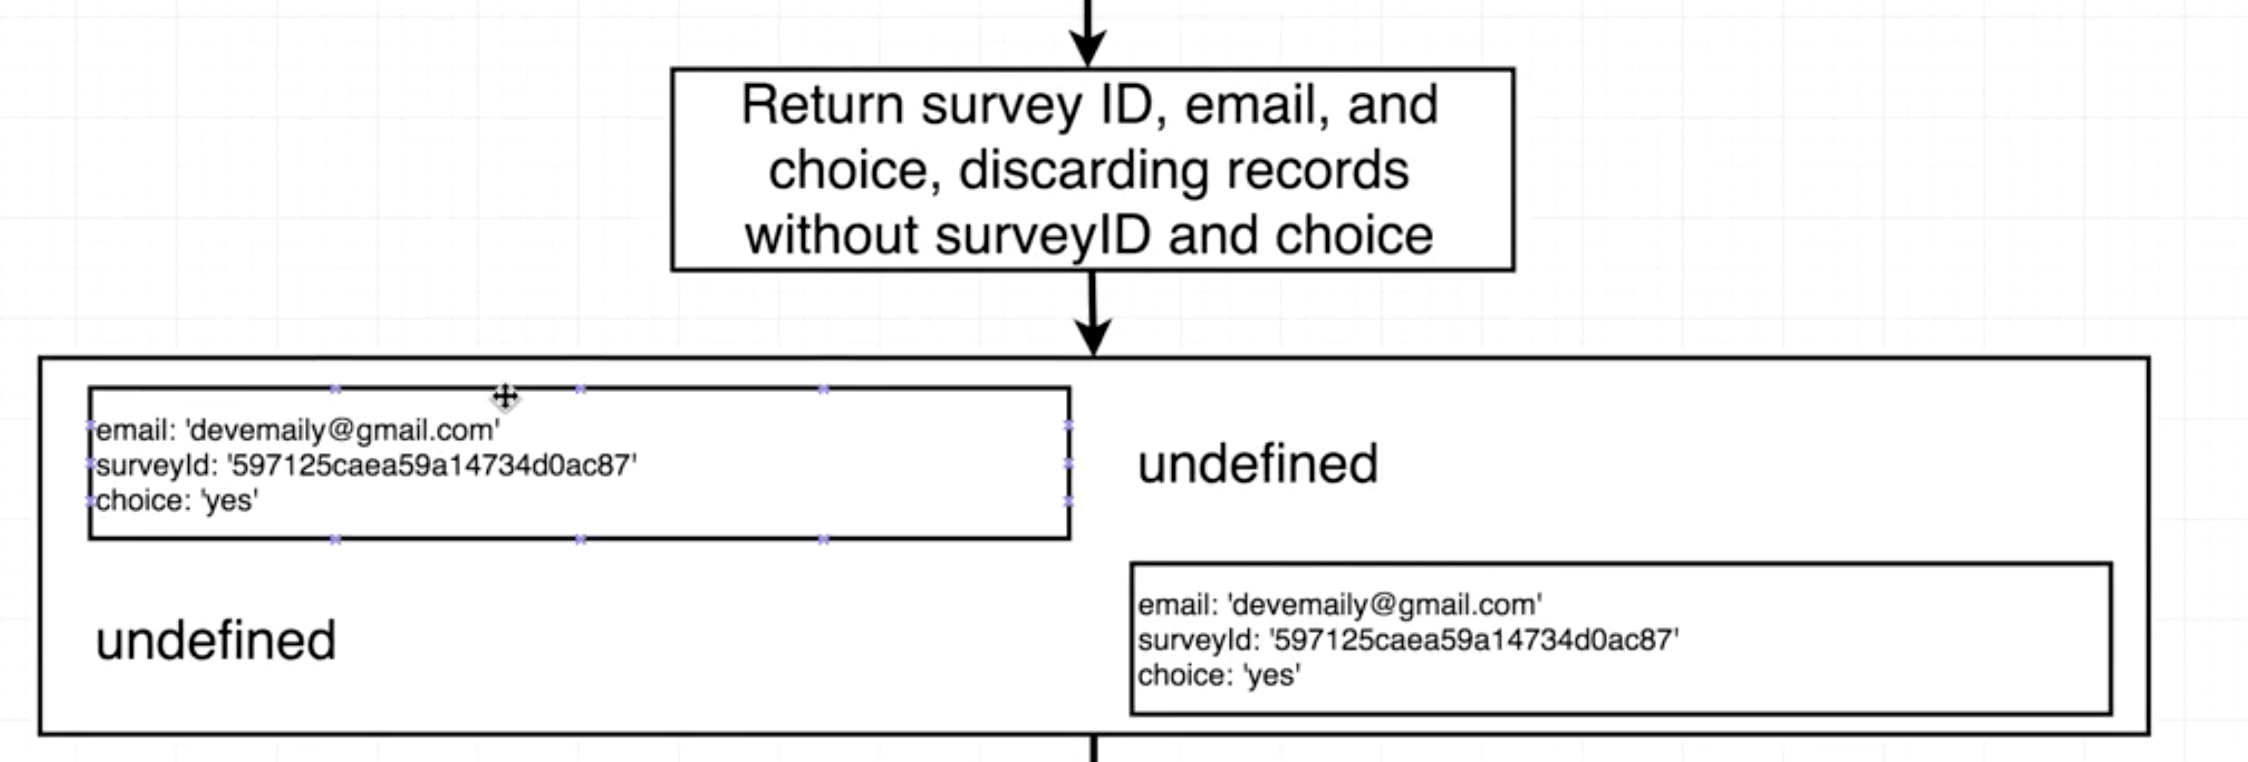 Return survey ID, email, and
choice, discarding records
without surveyID and choice
email: 'devemaily@gmail.com'
surveyId: '597125caea59a14734d0ac87'
choice: 'yes'
undefined
undefined
email: 'devemaily@gmail.com'
surveyId: '597125caea59a14734d0ac87'
choice: 'yes'